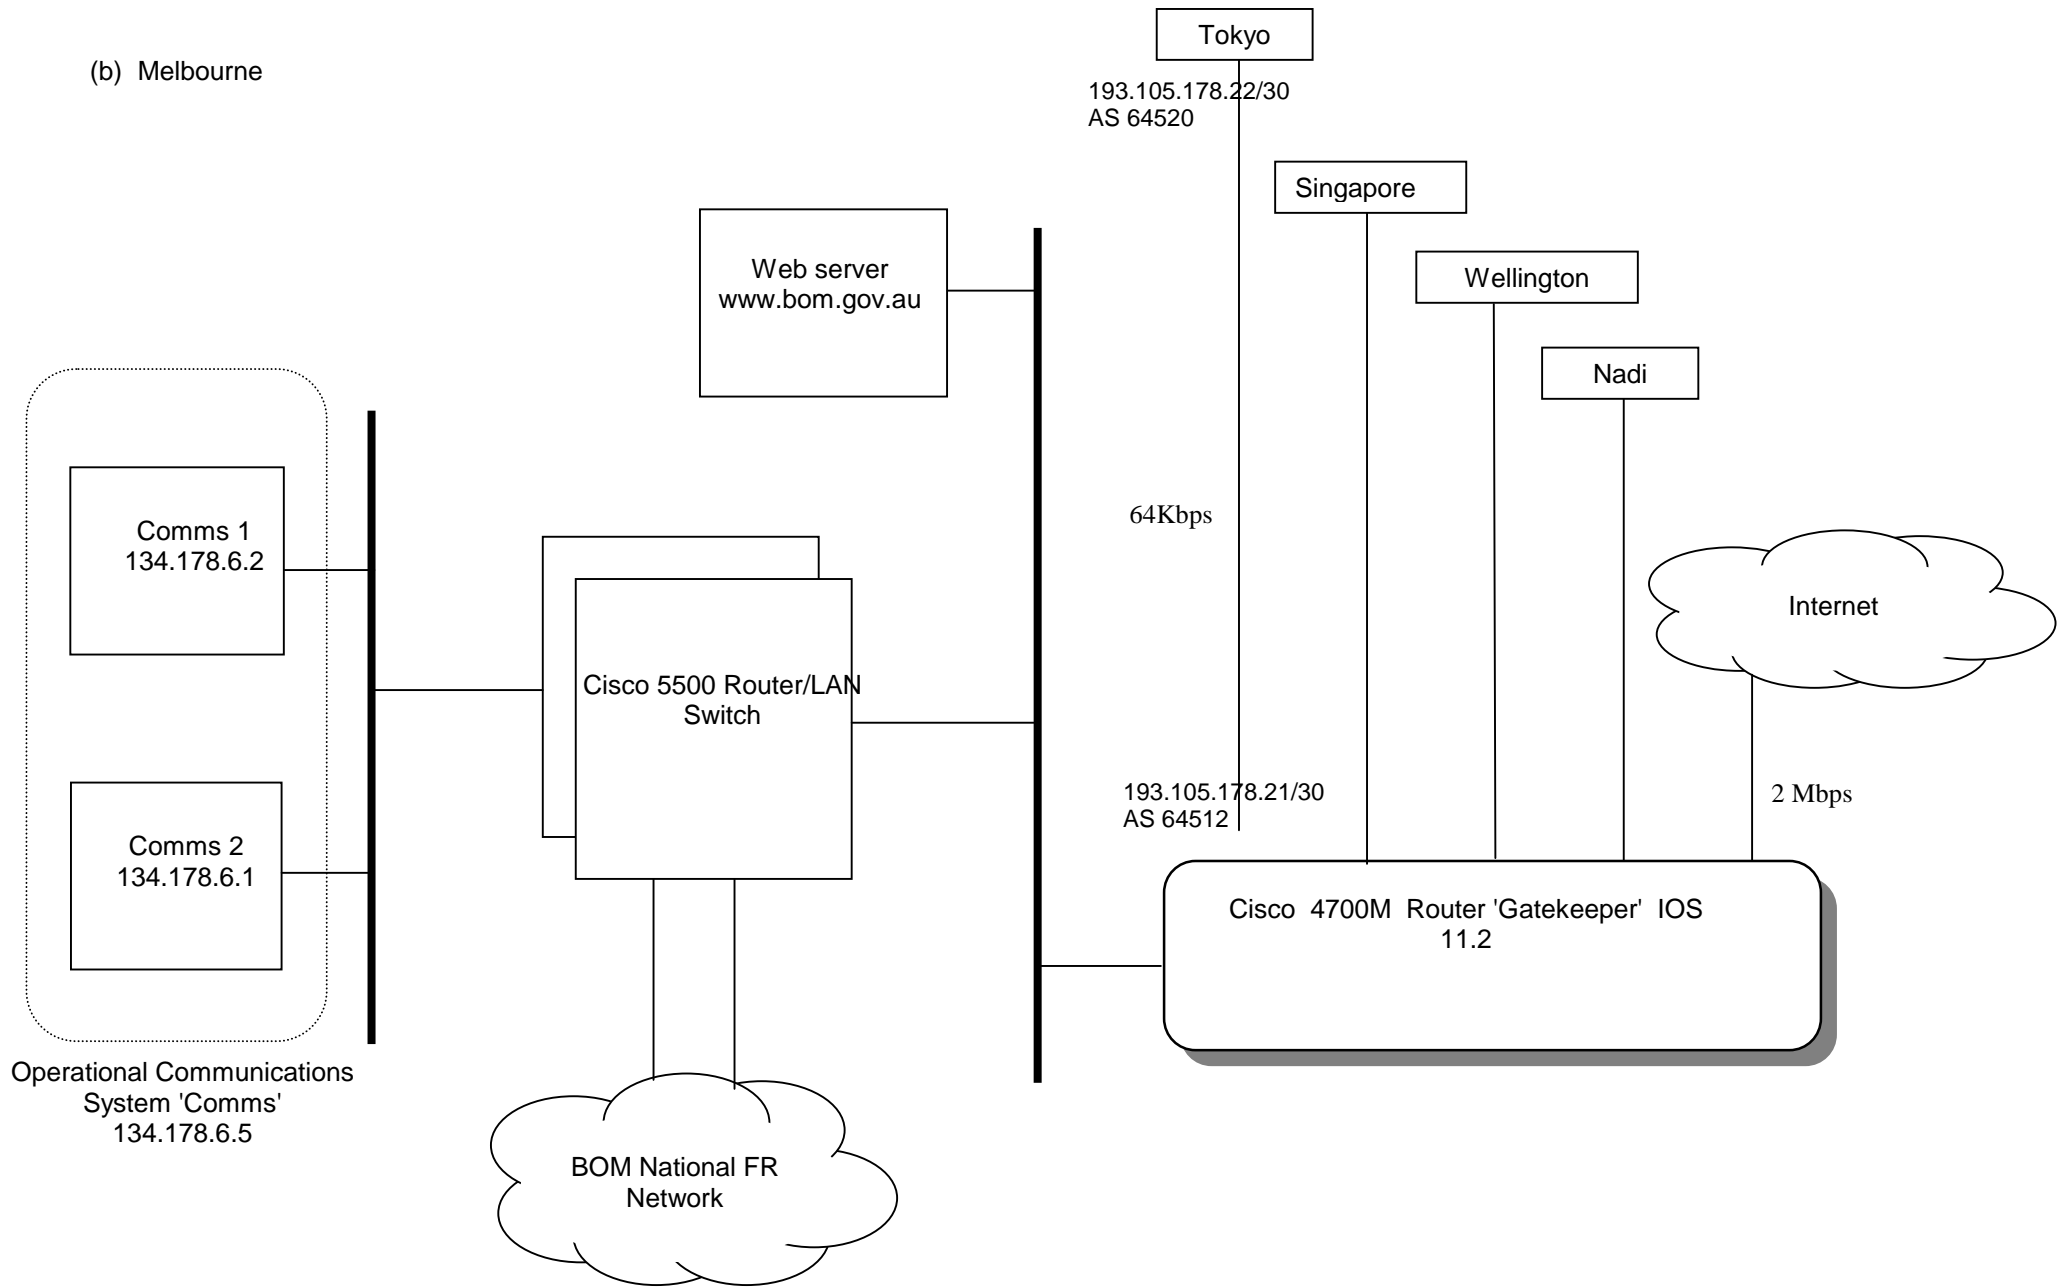 (b) Melbourne
Tokyo
193.105.178.22/30
AS 64520
Singapore
Web server
www.bom.gov.au
Wellington
Nadi
Comms 1
134.178.6.2
64Kbps
Internet
Cisco 5500 Router/LAN
Switch
193.105.178.21/30
AS 64512
2 Mbps
Comms 2
134.178.6.1
Cisco 4700M Router 'Gatekeeper' IOS
11.2
Operational Communications
System 'Comms'
134.178.6.5
BOM National FR
Network